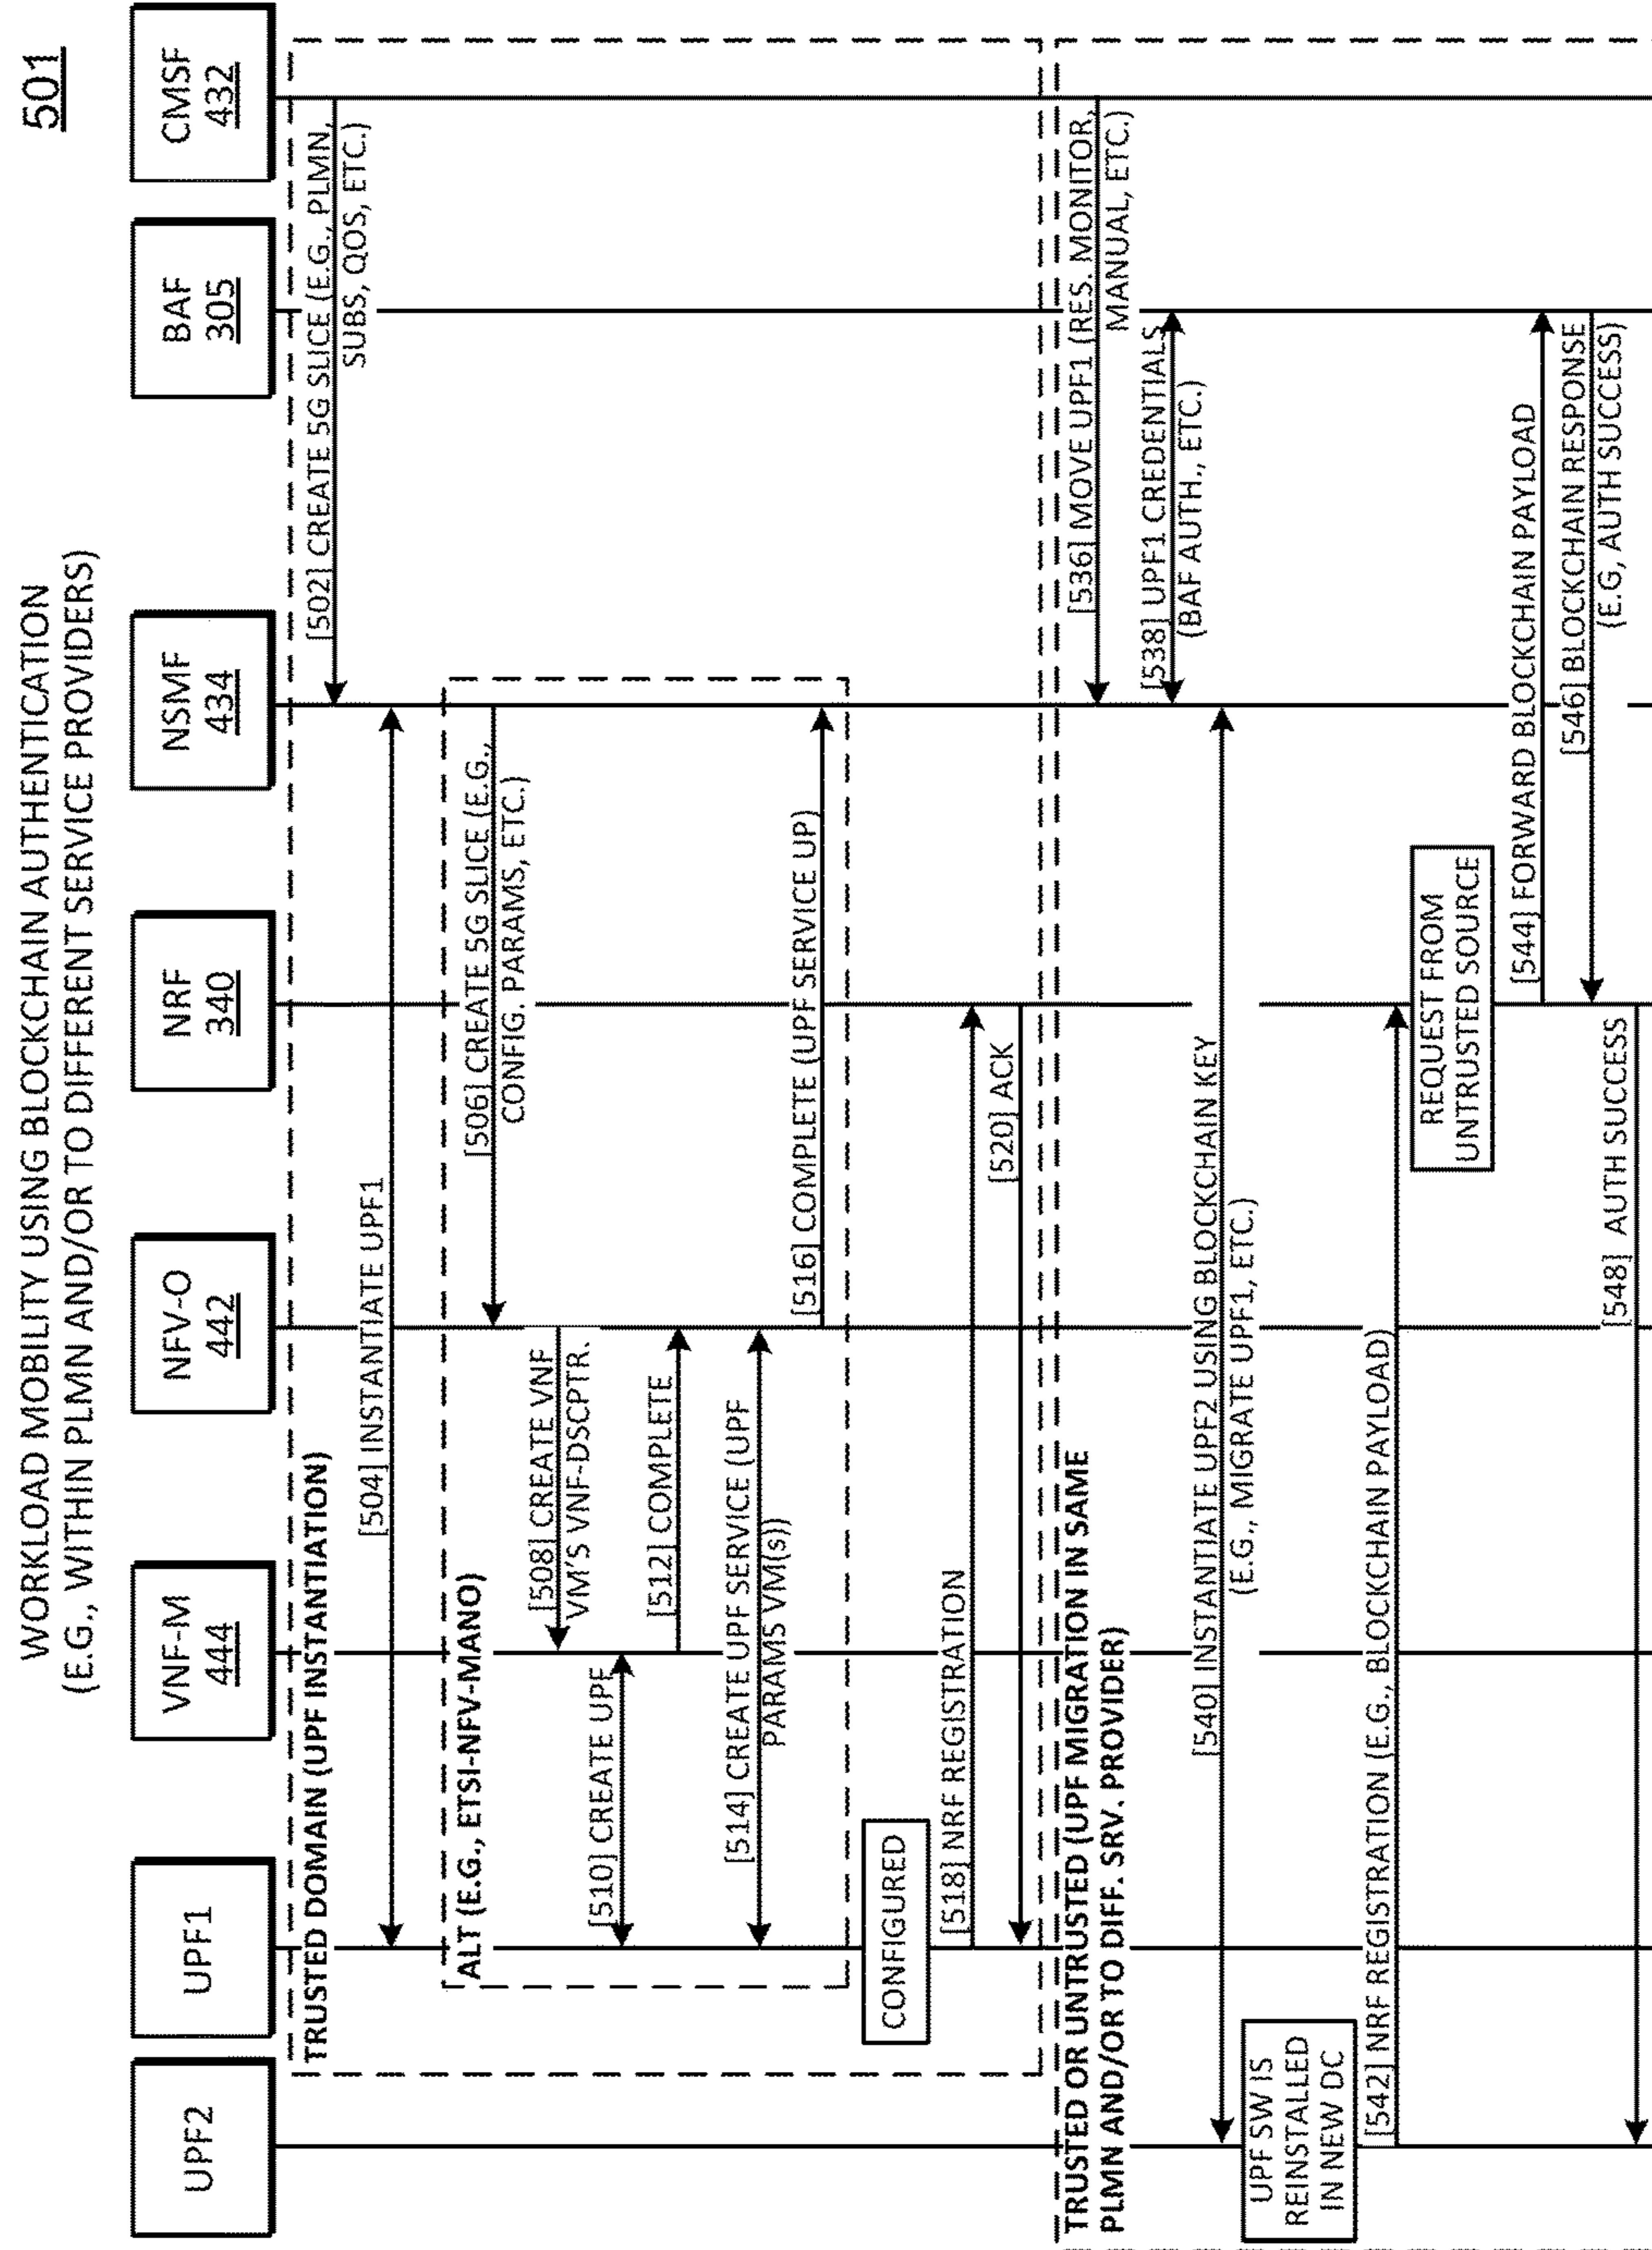 WORKLOAD MOBILITY USING BLOCKCHAIN AUTHENTICATION
(E.G., WITHIN PLMN AND/OR TO DIFFERENT SERVICE PROVIDERS)
501
UPF2
UPF1
VNF-M
444
NFV-O
442
NRF
340
NSMF
434
BAF
305
CMSF
432
TRUSTED DOMAIN (UPF INSTANTIATION)
[502] CREATE 5G SLICE (E.G., PLMN,
SUBS, QOS, ETC.)
[504] INSTANTIATE UPF1
ALT (E.G., ETSI-NFV-MANO)
[506] CREATE 5G SLICE (E.G.,
CONFIG. PARAMS, ETC.)
[508] CREATE VNF
VM'S VNF-DSCPTR.
[510] CREATE UPF
[512] COMPLETE
[514] CREATE UPF SERVICE (UPF
PARAMS VM(s))
[516] COMPLETE (UPF SERVICE UP)
CONFIGURED
[518] NRF REGISTRATION
[520] ACK
TRUSTED OR UNTRUSTED (UPF MIGRATION IN SAME
PLMN AND/OR TO DIFF. SRV. PROVIDER)
[536] MOVE UPF1 (RES. MONITOR,
MANUAL, ETC.)
[538] UPF1 CREDENTIALS
(BAF AUTH., ETC.)
[540] INSTANTIATE UPF2 USING BLOCKCHAIN KEY
(E.G., MIGRATE UPF1, ETC.)
UPF SW IS
REINSTALLED
IN NEW DC
[542] NRF REGISTRATION (E.G., BLOCKCHAIN PAYLOAD)
REQUEST FROM
UNTRUSTED SOURCE
[544] FORWARD BLOCKCHAIN PAYLOAD
[546] BLOCKCHAIN RESPONSE
(E.G, AUTH SUCCESS)
[548] AUTH SUCCESS